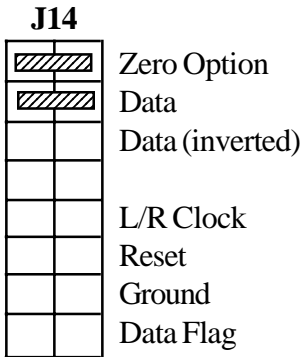 J14
Zero Option
Data
Data (inverted)
L/R Clock
Reset
Ground
Data Flag